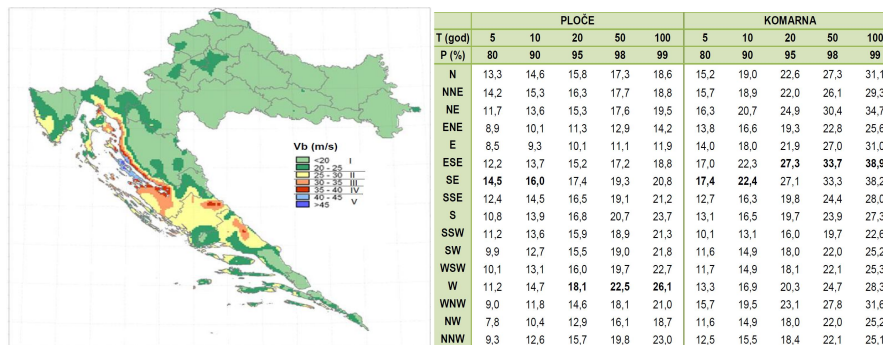 Vb (m/s)
<20 I
20 - 25
25 - 30 II
30 - 35 III
35 - 40 IV
40 - 45 V
>45
PLOČE KOMARNA
T (god) 5 10 20 50 100 5 10 20 50 100
P (%) 80 90 95 98 99 80 90 95 98 99
N 13,3 14,6 15,8 17,3 18,6 15,2 19,0 22,6 27,3 31,1
NNE 14,2 15,3 16,3 17,7 18,8 15,7 18,9 22,0 26,1 29,3
NE 11,7 13,6 15,3 17,6 19,5 16,3 20,7 24,9 30,4 34,7
ENE 8,9 10,1 11,3 12,9 14,2 13,8 16,6 19,3 22,8 25,6
E 8,5 9,3 10,1 11,1 11,9 14,0 18,0 21,9 27,0 31,0
ESE 12,2 13,7 15,2 17,2 18,8 17,0 22,3 27,3 33,7 38,9
SE 14,5 16,0 17,4 19,3 20,8 17,4 22,4 27,1 33,3 38,2
SSE 12,4 14,5 16,5 19,1 21,2 12,7 16,3 19,8 24,4 28,0
S 10,8 13,9 16,8 20,7 23,7 13,1 16,5 19,7 23,9 27,3
SSW 11,2 13,6 15,9 18,9 21,3 10,1 13,1 16,0 19,7 22,6
SW 9,9 12,7 15,5 19,0 21,8 11,6 14,9 18,0 22,0 25,2
WSW 10,1 13,1 16,0 19,7 22,7 11,7 14,9 18,1 22,1 25,3
W 11,2 14,7 18,1 22,5 26,1 13,3 16,9 20,3 24,7 28,3
WNW 9,0 11,8 14,6 18,1 21,0 15,7 19,5 23,1 27,8 31,6
NW 7,8 10,4 12,9 16,1 18,7 11,6 14,9 18,0 22,0 25,2
NNW 9,3 12,6 15,7 19,8 23,0 12,5 15,5 18,4 22,1 25,1